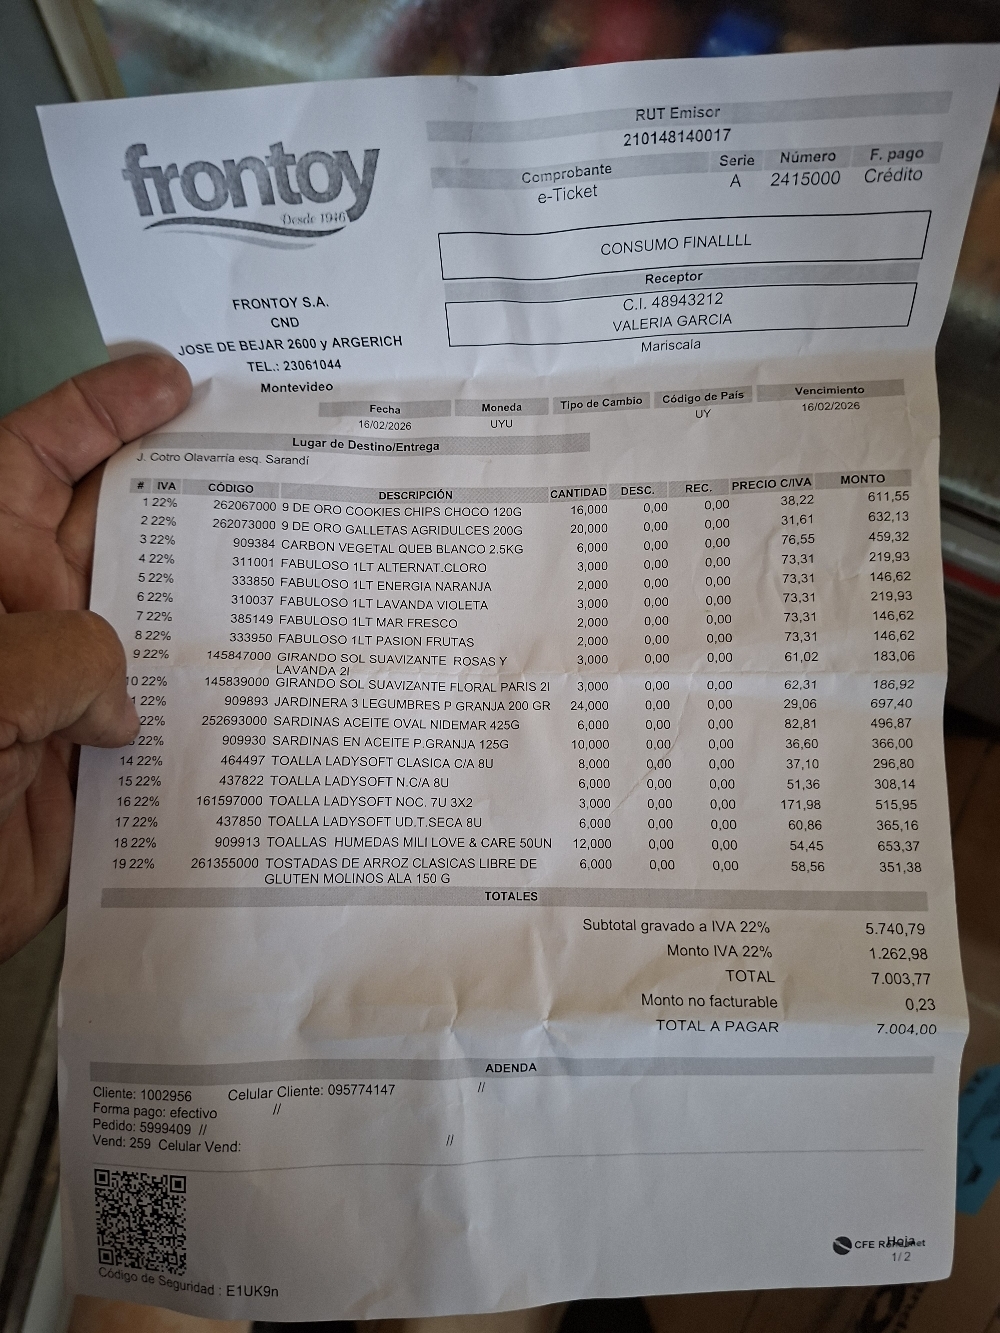 frontoy
Desde 1946
RUT Emisor
210148140017
Comprobante Serie Número F. pago
e-Ticket A 2415000 Crédito
CONSUMO FINALLLL
Receptor
C.I. 48943212
VALERIA GARCIA
Mariscala
FRONTOY S.A.
CND
JOSE DE BEJAR 2600 y ARGERICH
TEL.: 23061044
Montevideo
Fecha Moneda Tipo de Cambio Código de País Vencimiento
16/02/2026 UYU UY 16/02/2026
Lugar de Destino/Entrega
J. Cotro Olavarria esq. Sarandí
# IVA CÓDIGO DESCRIPCIÓN CANTIDAD DESC. REC. PRECIO C/IVA MONTO
1 22% 262067000 9 DE ORO COOKIES CHIPS CHOCO 120G 16,000 0,00 0,00 38,22 611,55
2 22% 262073000 9 DE ORO GALLETAS AGRIDULCES 200G 20,000 0,00 0,00 31,61 632,13
3 22% 909384 CARBON VEGETAL QUEB BLANCO 2.5KG 6,000 0,00 0,00 76,55 459,32
4 22% 311001 FABULOSO 1LT ALTERNAT.CLORO 3,000 0,00 0,00 73,31 219,93
5 22% 333850 FABULOSO 1LT ENERGIA NARANJA 2,000 0,00 0,00 73,31 146,62
6 22% 310037 FABULOSO 1LT LAVANDA VIOLETA 3,000 0,00 0,00 73,31 219,93
7 22% 385149 FABULOSO 1LT MAR FRESCO 2,000 0,00 0,00 73,31 146,62
8 22% 333950 FABULOSO 1LT PASION FRUTAS 2,000 0,00 0,00 73,31 146,62
9 22% 145847000 GIRANDO SOL SUAVIZANTE ROSAS Y 3,000 0,00 0,00 61,02 183,06
LAVANDA 2l
10 22% 145839000 GIRANDO SOL SUAVIZANTE FLORAL PARIS 2l 3,000 0,00 0,00 62,31 186,92
22% 909893 JARDINERA 3 LEGUMBRES P GRANJA 200 GR 24,000 0,00 0,00 29,06 697,40
22% 252693000 SARDINAS ACEITE OVAL NIDEMAR 425G 6,000 0,00 0,00 82,81 496,87
22% 909930 SARDINAS EN ACEITE P.GRANJA 125G 10,000 0,00 0,00 36,60 366,00
14 22% 464497 TOALLA LADYSOFT CLASICA C/A 8U 8,000 0,00 0,00 37,10 296,80
15 22% 437822 TOALLA LADYSOFT N.C/A 8U 6,000 0,00 0,00 51,36 308,14
16 22% 161597000 TOALLA LADYSOFT NOC. 7U 3X2 3,000 0,00 0,00 171,98 515,95
17 22% 437850 TOALLA LADYSOFT UD.T.SECA 8U 6,000 0,00 0,00 60,86 365,16
18 22% 909913 TOALLAS HUMEDAS MILI LOVE & CARE 50UN 12,000 0,00 0,00 54,45 653,37
19 22% 261355000 TOSTADAS DE ARROZ CLASICAS LIBRE DE 6,000 0,00 0,00 58,56 351,38
GLUTEN MOLINOS ALA 150 G
TOTALES
Subtotal gravado a IVA 22% 5.740,79
Monto IVA 22% 1.262,98
TOTAL 7.003,77
Monto no facturable 0,23
TOTAL A PAGAR 7.004,00
ADENDA
Cliente: 1002956 Celular Cliente: 095774147 //
Forma pago: efectivo //
Pedido: 5999409 //
Vend: 259 Celular Vend: //
Código de Seguridad : E1UK9n
CFE
Hoja
1/2